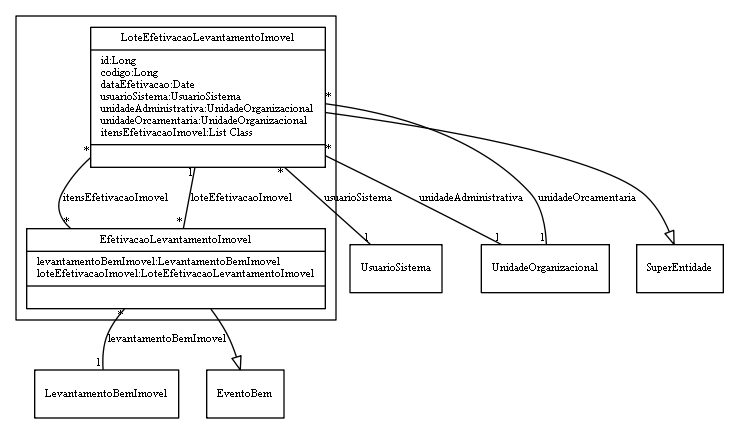 LoteEfetivacaoLevantamentoImovel
id:Long
codigo:Long
dataEfetivacao:Date
usuarioSistema:UsuarioSistema
unidadeAdministrativa:UnidadeOrganizacional
unidadeOrcamentaria:UnidadeOrganizacional
itensEfetivacaoImovel:List Class
*
*
*
1
*
itensEfetivacaoImovel
loteEfetivacaoImovel
usuarioSistema
unidadeAdministrativa
unidadeOrcamentaria
*
*
1
1
1
EfetivacaoLevantamentoImovel
levantamentoBemImovel:LevantamentoBemImovel
loteEfetivacaoImovel:LoteEfetivacaoLevantamentoImovel
UsuarioSistema
UnidadeOrganizacional
SuperEntidade
*
levantamentoBemImovel
1
LevantamentoBemImovel
EventoBem